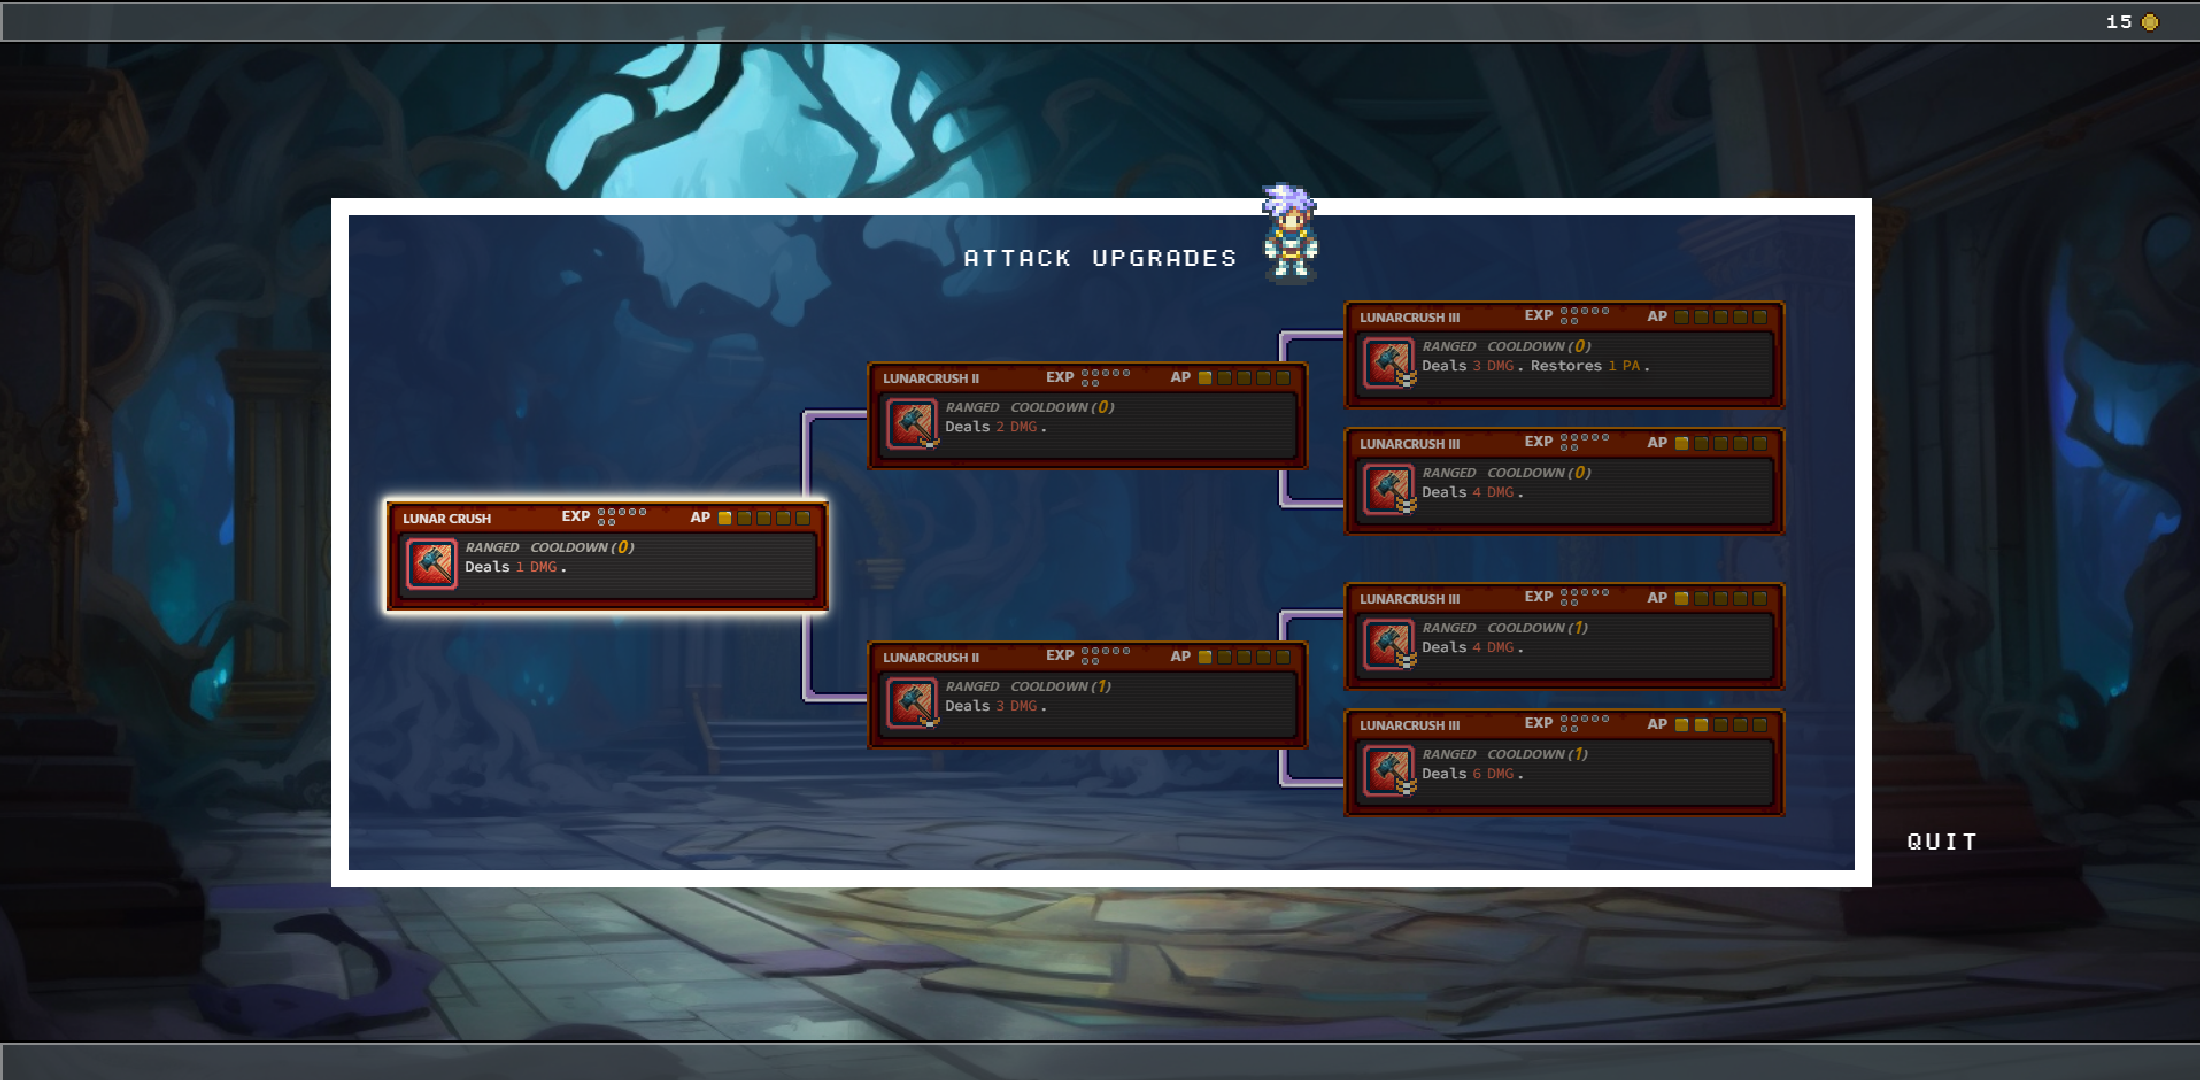 15
ATTACK UPGRADES
LUNAR CRUSH EXP AP
RANGED COOLDOWN (0)
Deals 1 DMG.
LUNARCRUSH II EXP AP
RANGED COOLDOWN (0)
Deals 2 DMG.
LUNARCRUSH II EXP AP
RANGED COOLDOWN (1)
Deals 3 DMG.
LUNARCRUSH III EXP AP
RANGED COOLDOWN (0)
Deals 3 DMG. Restores 1 PA.
LUNARCRUSH III EXP AP
RANGED COOLDOWN (0)
Deals 4 DMG.
LUNARCRUSH III EXP AP
RANGED COOLDOWN (1)
Deals 4 DMG.
LUNARCRUSH III EXP AP
RANGED COOLDOWN (1)
Deals 6 DMG.
QUIT